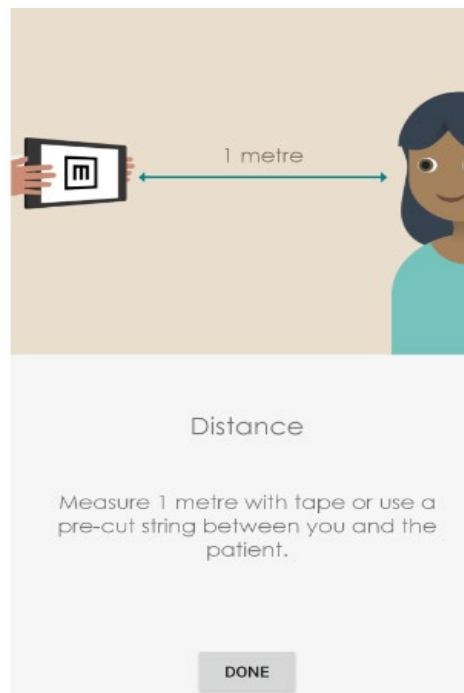 1 metre
m
Distance
Measure 1 metre with tape or use a
pre-cut string between you and the
patient.
DONE